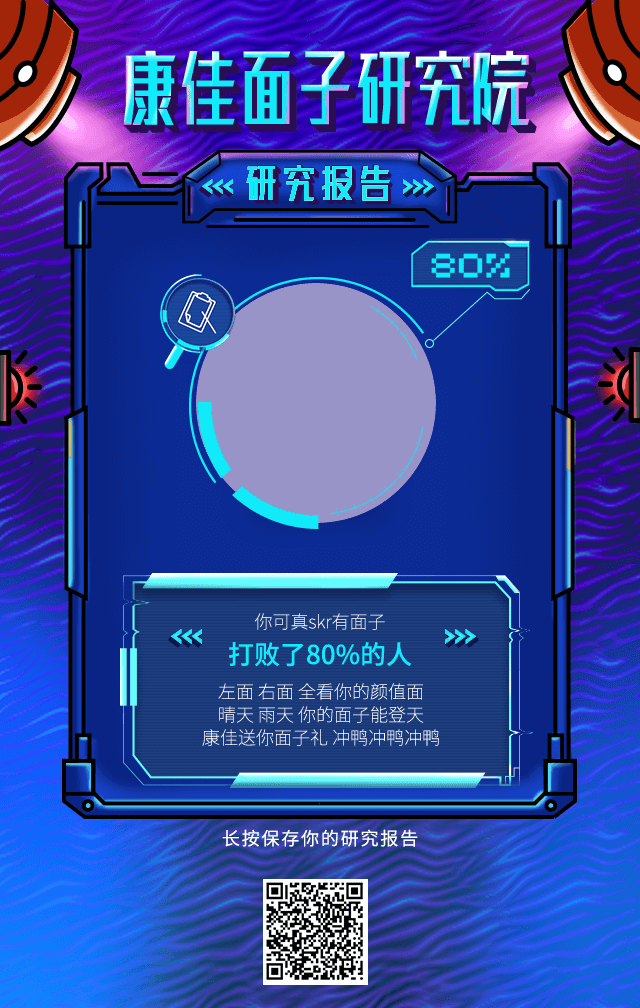 康佳面子研究院
研究报告
80%
你可真skr有面子
打败了80%的人
左面 右面 全看你的颜值面
晴天 雨天 你的面子能登天
康佳送你面子礼 冲鸭冲鸭冲鸭
长按保存你的研究报告